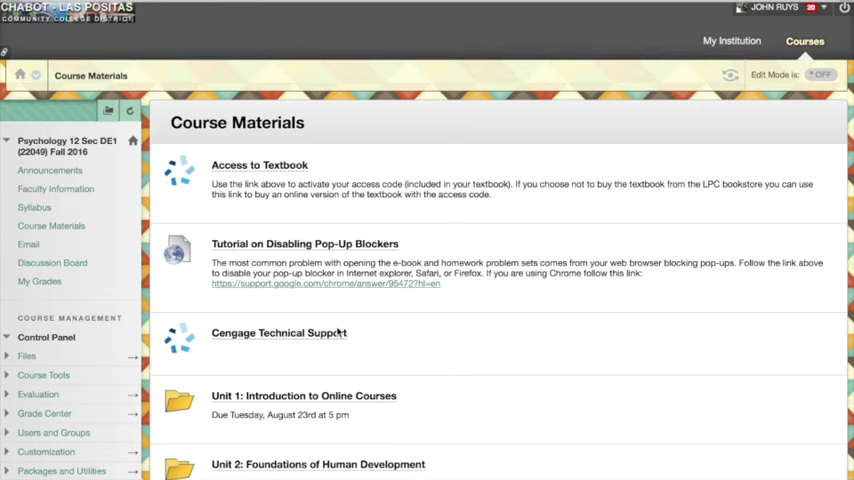 CHABOT - LAS POSITAS
COMMUNITY COLLEGE DISTRICT
JOHN RUYS 20
My Institution Courses
Course Materials
Edit Mode is: OFF
Psychology 12 Sec DE1
(22049) Fall 2016
Announcements
Faculty Information
Syllabus
Course Materials
Email
Discussion Board
My Grades
COURSE MANAGEMENT
Control Panel
Files
Course Tools
Evaluation
Grade Center
Users and Groups
Customization
Packages and Utilities
Course Materials
Access to Textbook
Use the link above to activate your access code (included in your textbook). If you choose not to buy the textbook from the LPC bookstore you can use
this link to buy an online version of the textbook with the access code.
Tutorial on Disabling Pop-Up Blockers
The most common problem with opening the e-book and homework problem sets comes from your web browser blocking pop-ups. Follow the link above
to disable your pop-up blocker in Internet explorer, Safari, or Firefox. If you are using Chrome follow this link:
https://support.google.com/chrome/answer/95472?hl=en
Cengage Technical Support
Unit 1: Introduction to Online Courses
Due Tuesday, August 23rd at 5 pm
Unit 2: Foundations of Human Development